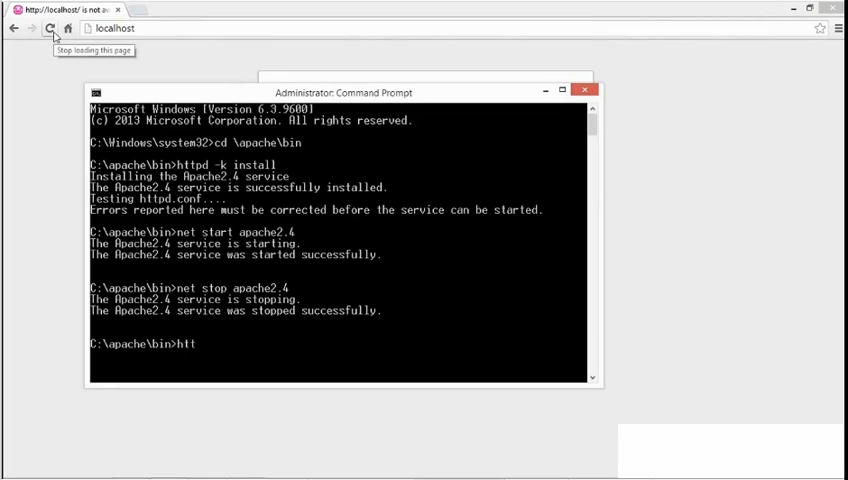 http://localhost/ is not av
localhost
Stop loading this page
Administrator: Command Prompt
Microsoft Windows [Version 6.3.9600]
(c) 2013 Microsoft Corporation. All rights reserved.
C:\Windows\system32>cd \apache\bin
C:\apache\bin>httpd -k install
Installing the Apache2.4 service
The Apache2.4 service is successfully installed.
Testing httpd.conf....
Errors reported here must be corrected before the service can be started.
C:\apache\bin>net start apache2.4
The Apache2.4 service is starting.
The Apache2.4 service was started successfully.
C:\apache\bin>net stop apache2.4
The Apache2.4 service is stopping.
The Apache2.4 service was stopped successfully.
C:\apache\bin>htt